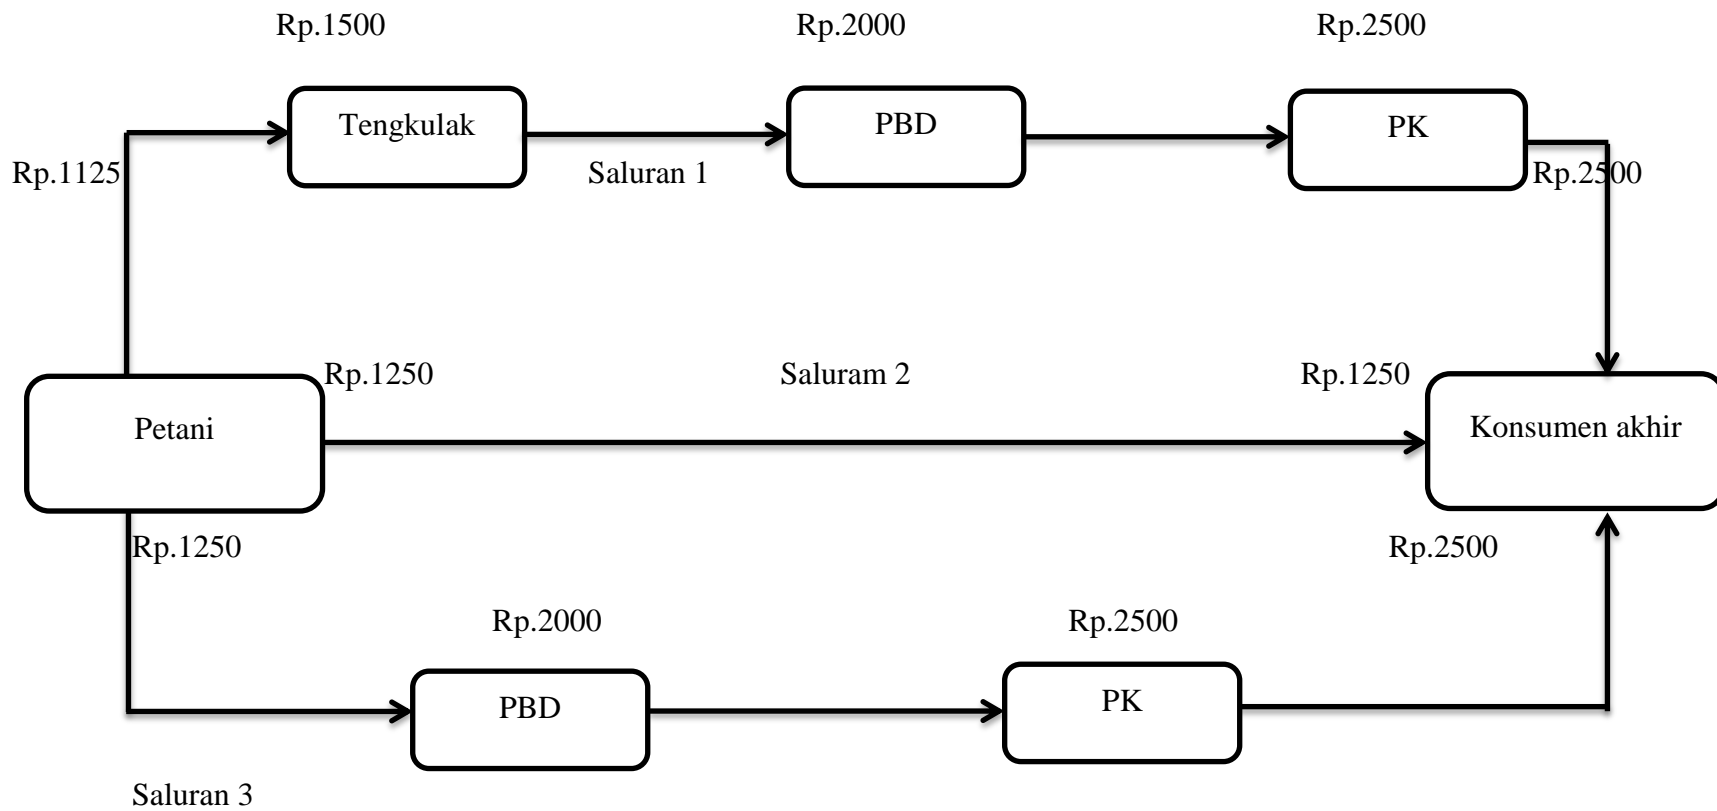 Rp.1500
Rp.2000
Rp.2500
Tengkulak
PBD
PK
Rp.1125
Saluran 1
Rp.2500
Rp.1250
Saluram 2
Rp.1250
Petani
Konsumen akhir
Rp.1250
Rp.2500
Rp.2000
Rp.2500
PBD
PK
Saluran 3